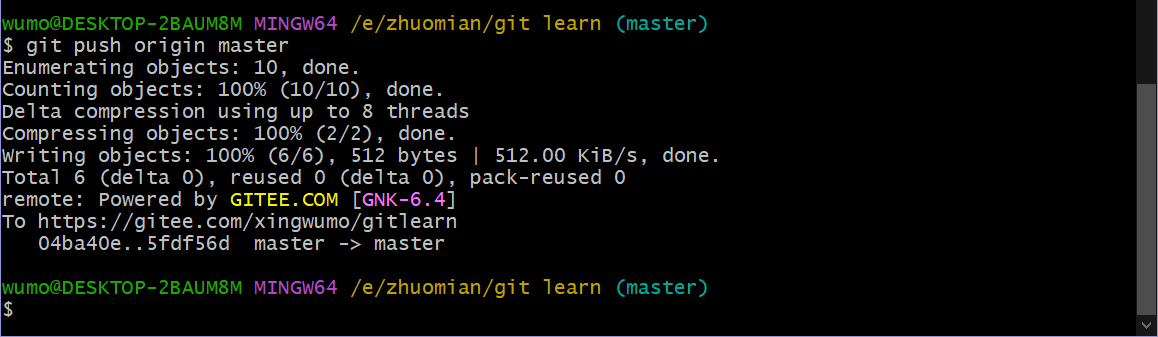 wumo@DESKTOP-2BAUM8M MINGW64 /e/zhuomian/git learn (master)
$ git push origin master
Enumerating objects: 10, done.
Counting objects: 100% (10/10), done.
Delta compression using up to 8 threads
Compressing objects: 100% (2/2), done.
Writing objects: 100% (6/6), 512 bytes | 512.00 KiB/s, done.
Total 6 (delta 0), reused 0 (delta 0), pack-reused 0
remote: Powered by GITEE.COM [GNK-6.4]
To https://gitee.com/xingwumo/gitlearn
   04ba40e..5fdf56d  master -> master
wumo@DESKTOP-2BAUM8M MINGW64 /e/zhuomian/git learn (master)
$